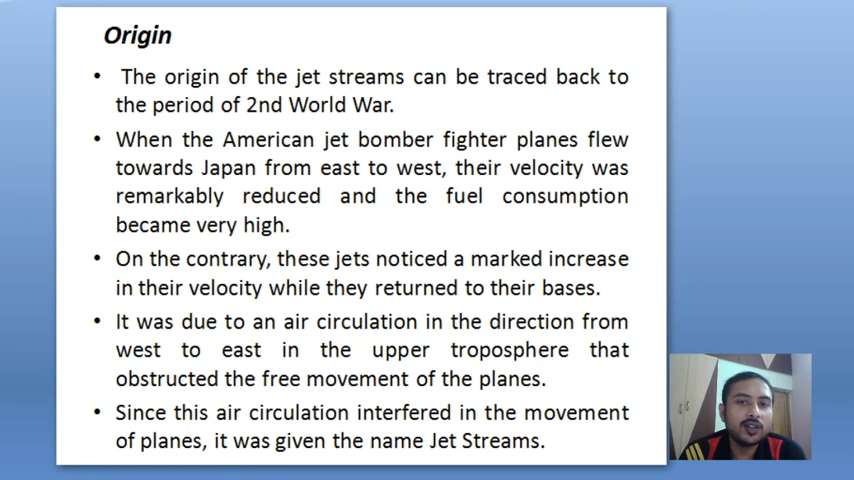 Origin
• The origin of the jet streams can be traced back to
the period of 2nd World War.
• When the American jet bomber fighter planes flew
towards Japan from east to west, their velocity was
remarkably reduced and the fuel consumption
became very high.
• On the contrary, these jets noticed a marked increase
in their velocity while they returned to their bases.
• It was due to an air circulation in the direction from
west to east in the upper troposphere that
obstructed the free movement of the planes.
• Since this air circulation interfered in the movement
of planes, it was given the name Jet Streams.